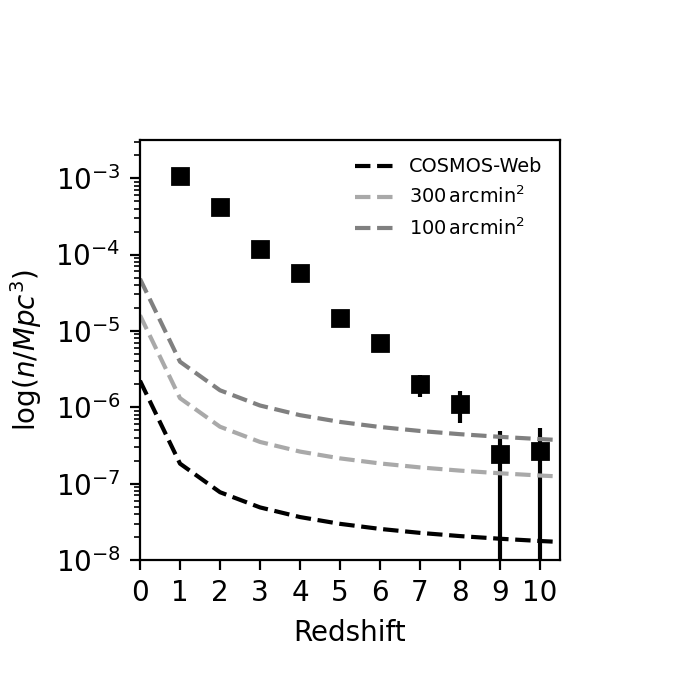 COSMOS-Web
300 arcmin²
100 arcmin²
log(n/Mpc³)
10⁻³
10⁻⁴
10⁻⁵
10⁻⁶
10⁻⁷
10⁻⁸
0 1 2 3 4 5 6 7 8 9 10
Redshift